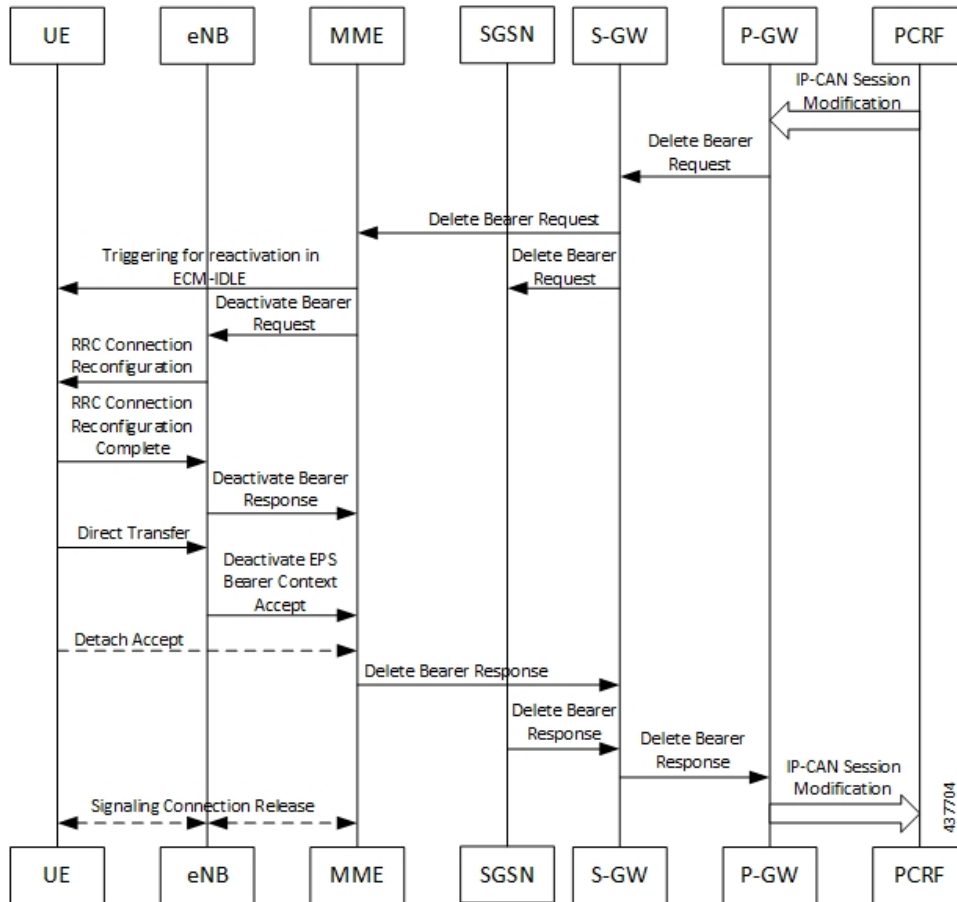 UE
eNB
MME
SGSN
S-GW
P-GW
PCRF
IP-CAN Session
Modification
Delete Bearer
Request
Delete Bearer Request
Triggering for reactivation in
ECM-IDLE
Delete Bearer
Request
Deactivate Bearer
Request
RRC Connection
Reconfiguration
RRC Connection
Reconfiguration
Complete
Deactivate Bearer
Response
Direct Transfer
Deactivate EPS
Bearer Context
Accept
Detach Accept
Delete Bearer Response
Delete Bearer
Response
Delete Bearer
Response
IP-CAN Session
Modification
Signaling Connection Release
437704
UE
eNB
MME
SGSN
S-GW
P-GW
PCRF